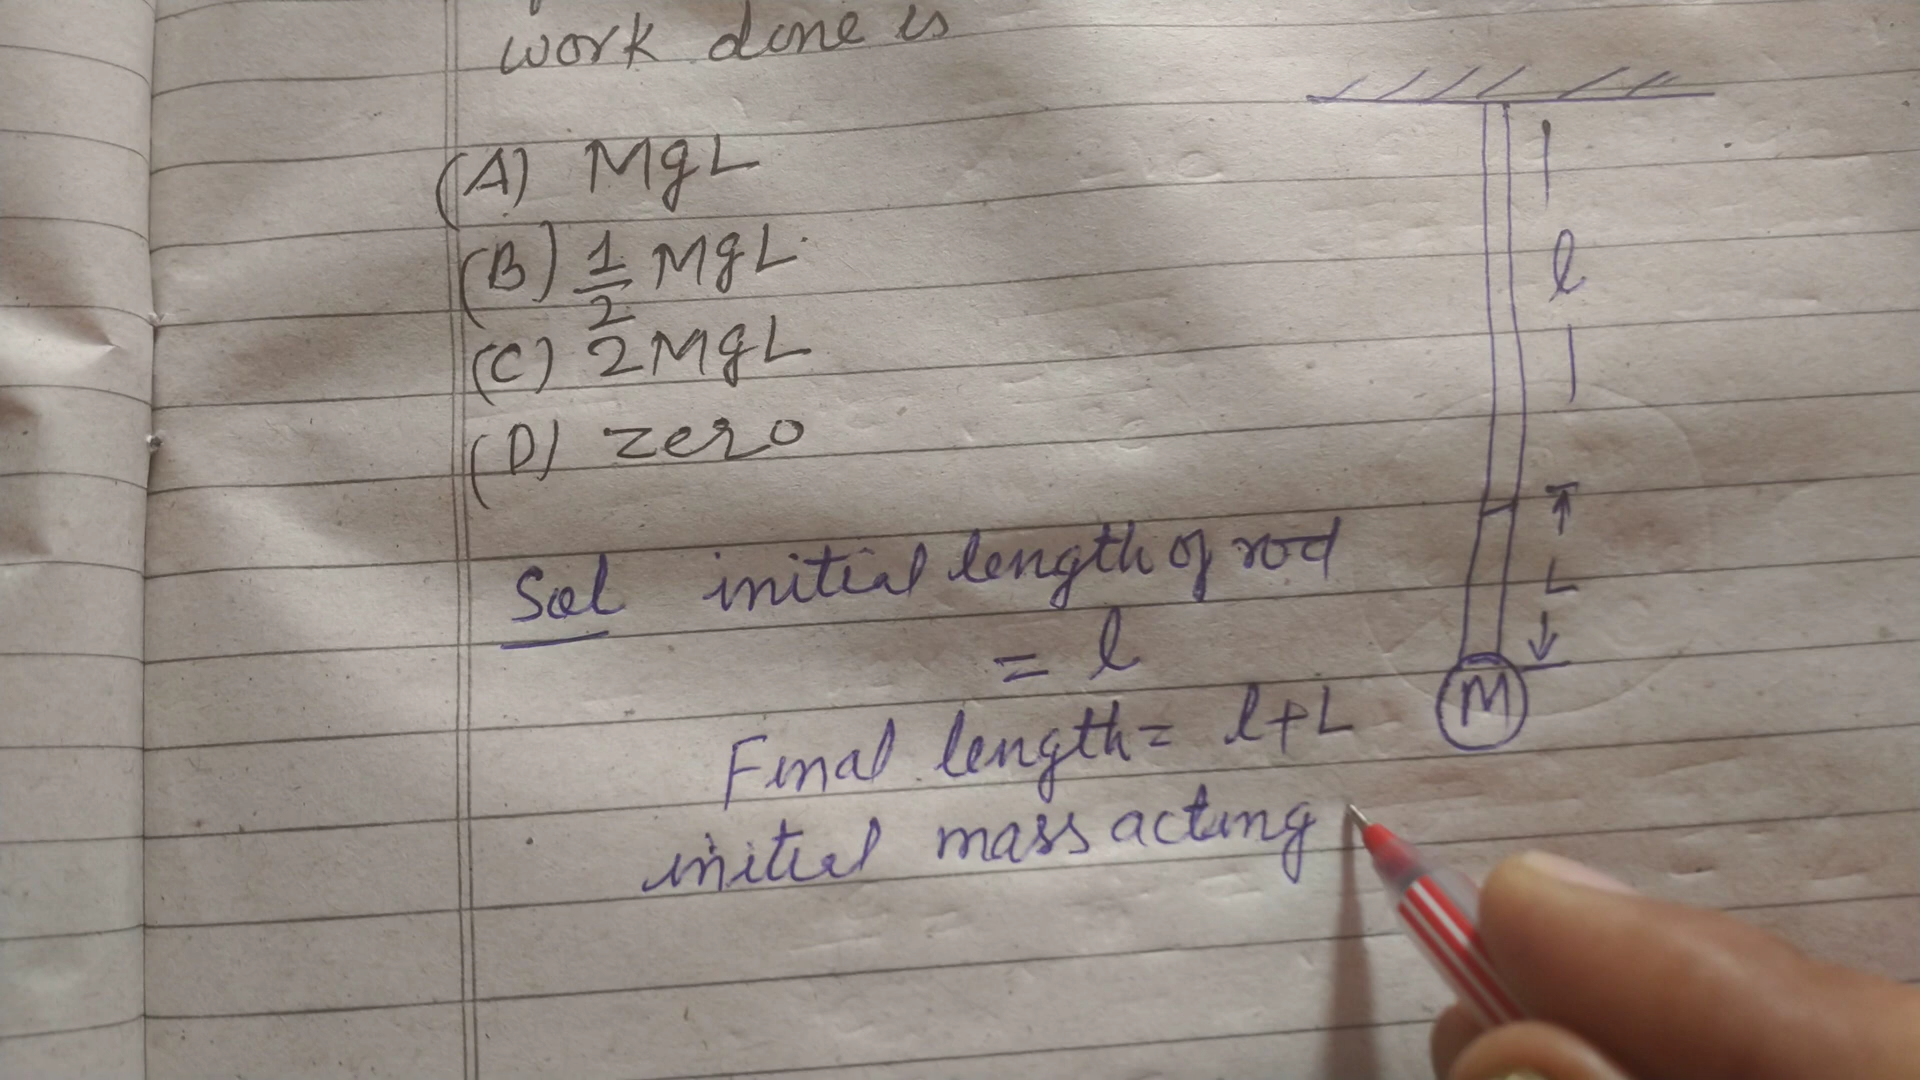 work done is
(A) MgL
(B) 1/2 MgL
(C) 2MgL
(D) zero
l
L
M
Sol initial length of rod
= l
Final length = l+L
initial mass acting